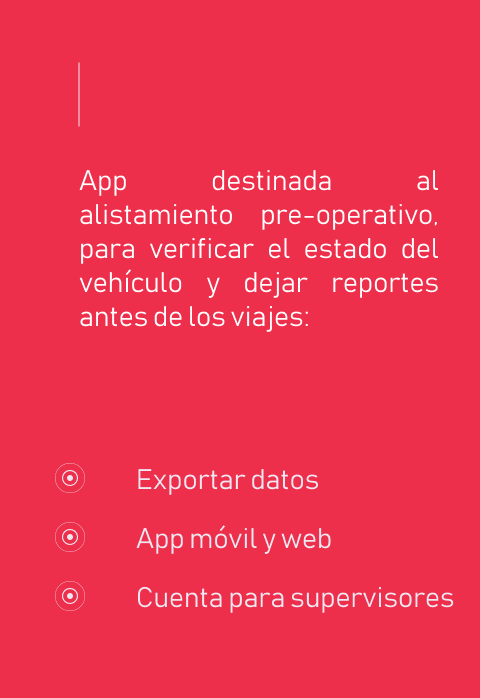 App destinada al
alistamiento pre-operativo,
para verificar el estado del
vehículo y dejar reportes
antes de los viajes:
Exportar datos
App móvil y web
Cuenta para supervisores